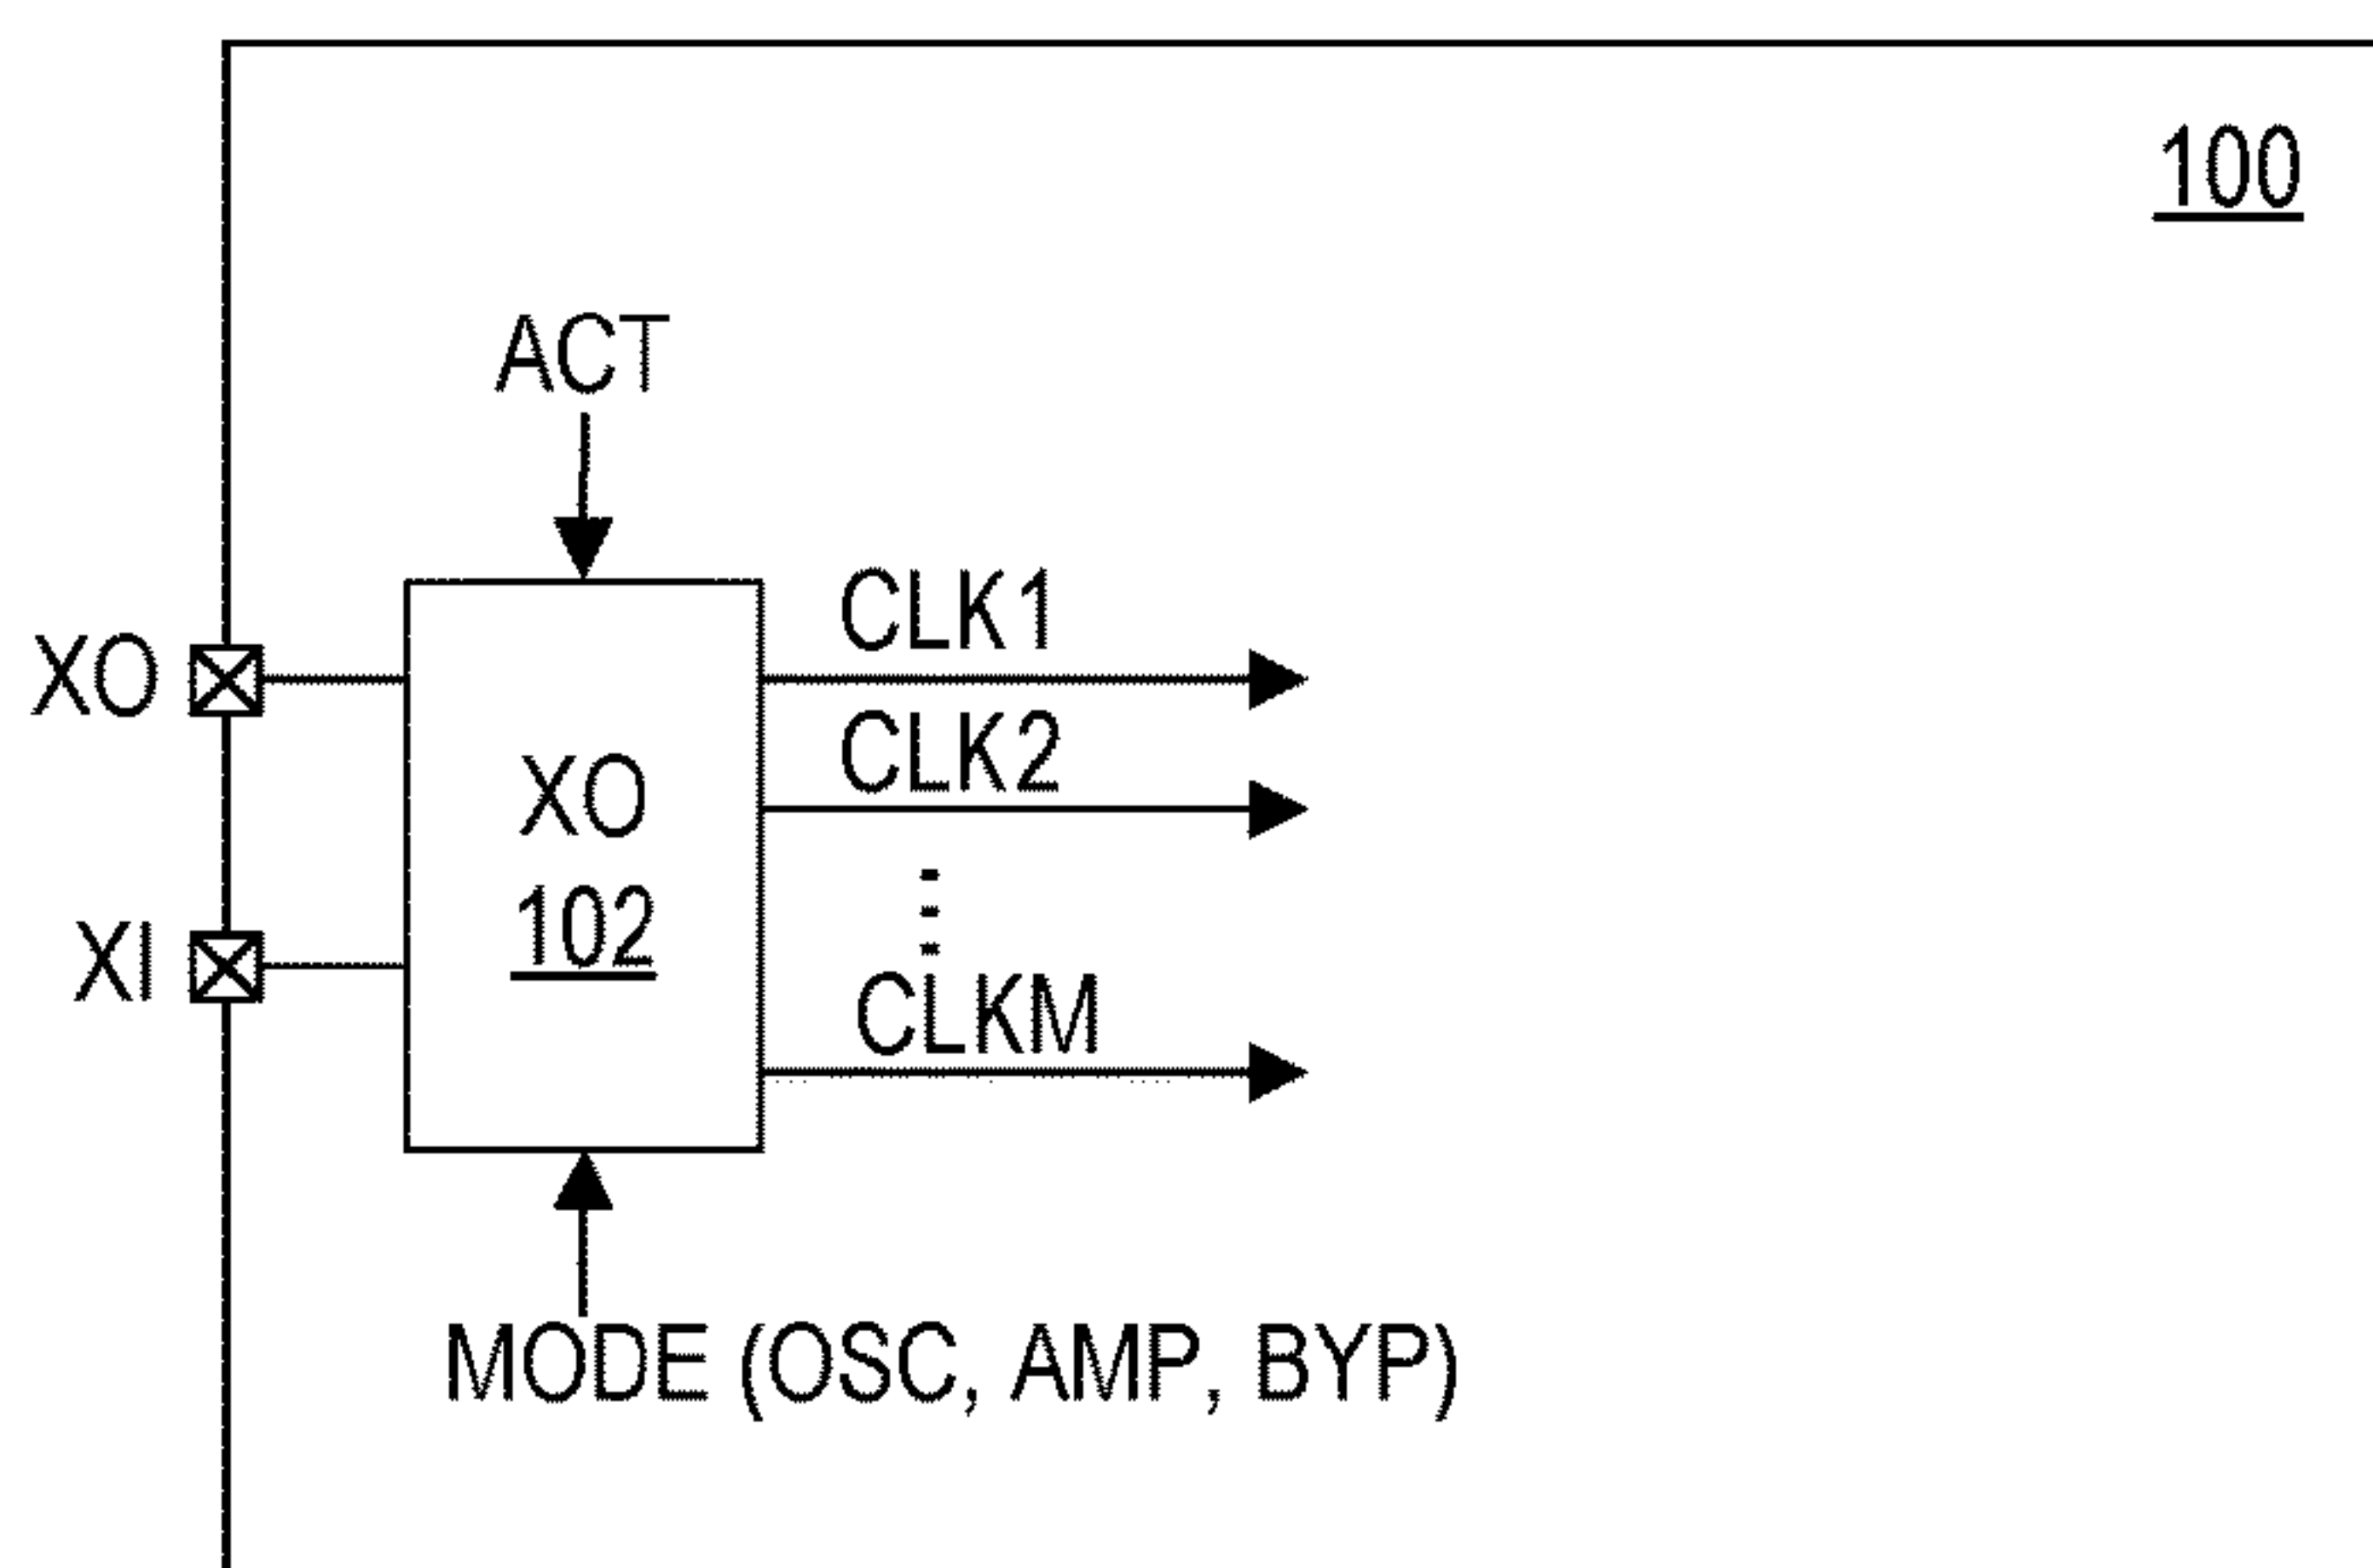 100
ACT
CLK1
XO
CLK2
XO
102
XI
CLKM
MODE (OSC, AMP, BYP)